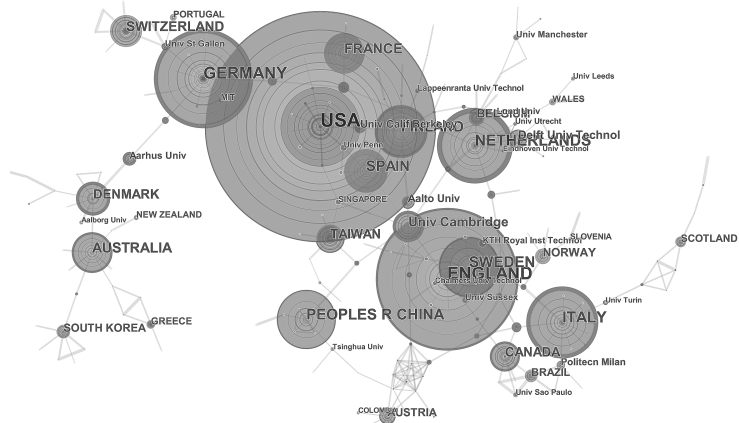 PORTUGAL
SWITZERLAND
Univ Manchester
Univ St Gallen
FRANCE
GERMANY
Univ Leeds
Lappeenranta Univ Technol
MIT
WALES
BELGIUM
Lund Univ
USA
Univ Calif Berkeley
FINLAND
Univ Utrecht
Delft Univ Technol
NETHERLANDS
Univ Penn
Eindhoven Univ Technol
Aarhus Univ
SPAIN
DENMARK
SINGAPORE
Aalto Univ
NEW ZEALAND
Aalborg Univ
Univ Cambridge
TAIWAN
SLOVENIA
KTH Royal Inst Technol
SCOTLAND
AUSTRALIA
NORWAY
SWEDEN
ENGLAND
Chalmers Univ Technol
Univ Sussex
Univ Turin
PEOPLES R CHINA
ITALY
GREECE
SOUTH KOREA
Tsinghua Univ
CANADA
Politecn Milan
BRAZIL
Univ Sao Paulo
AUSTRIA